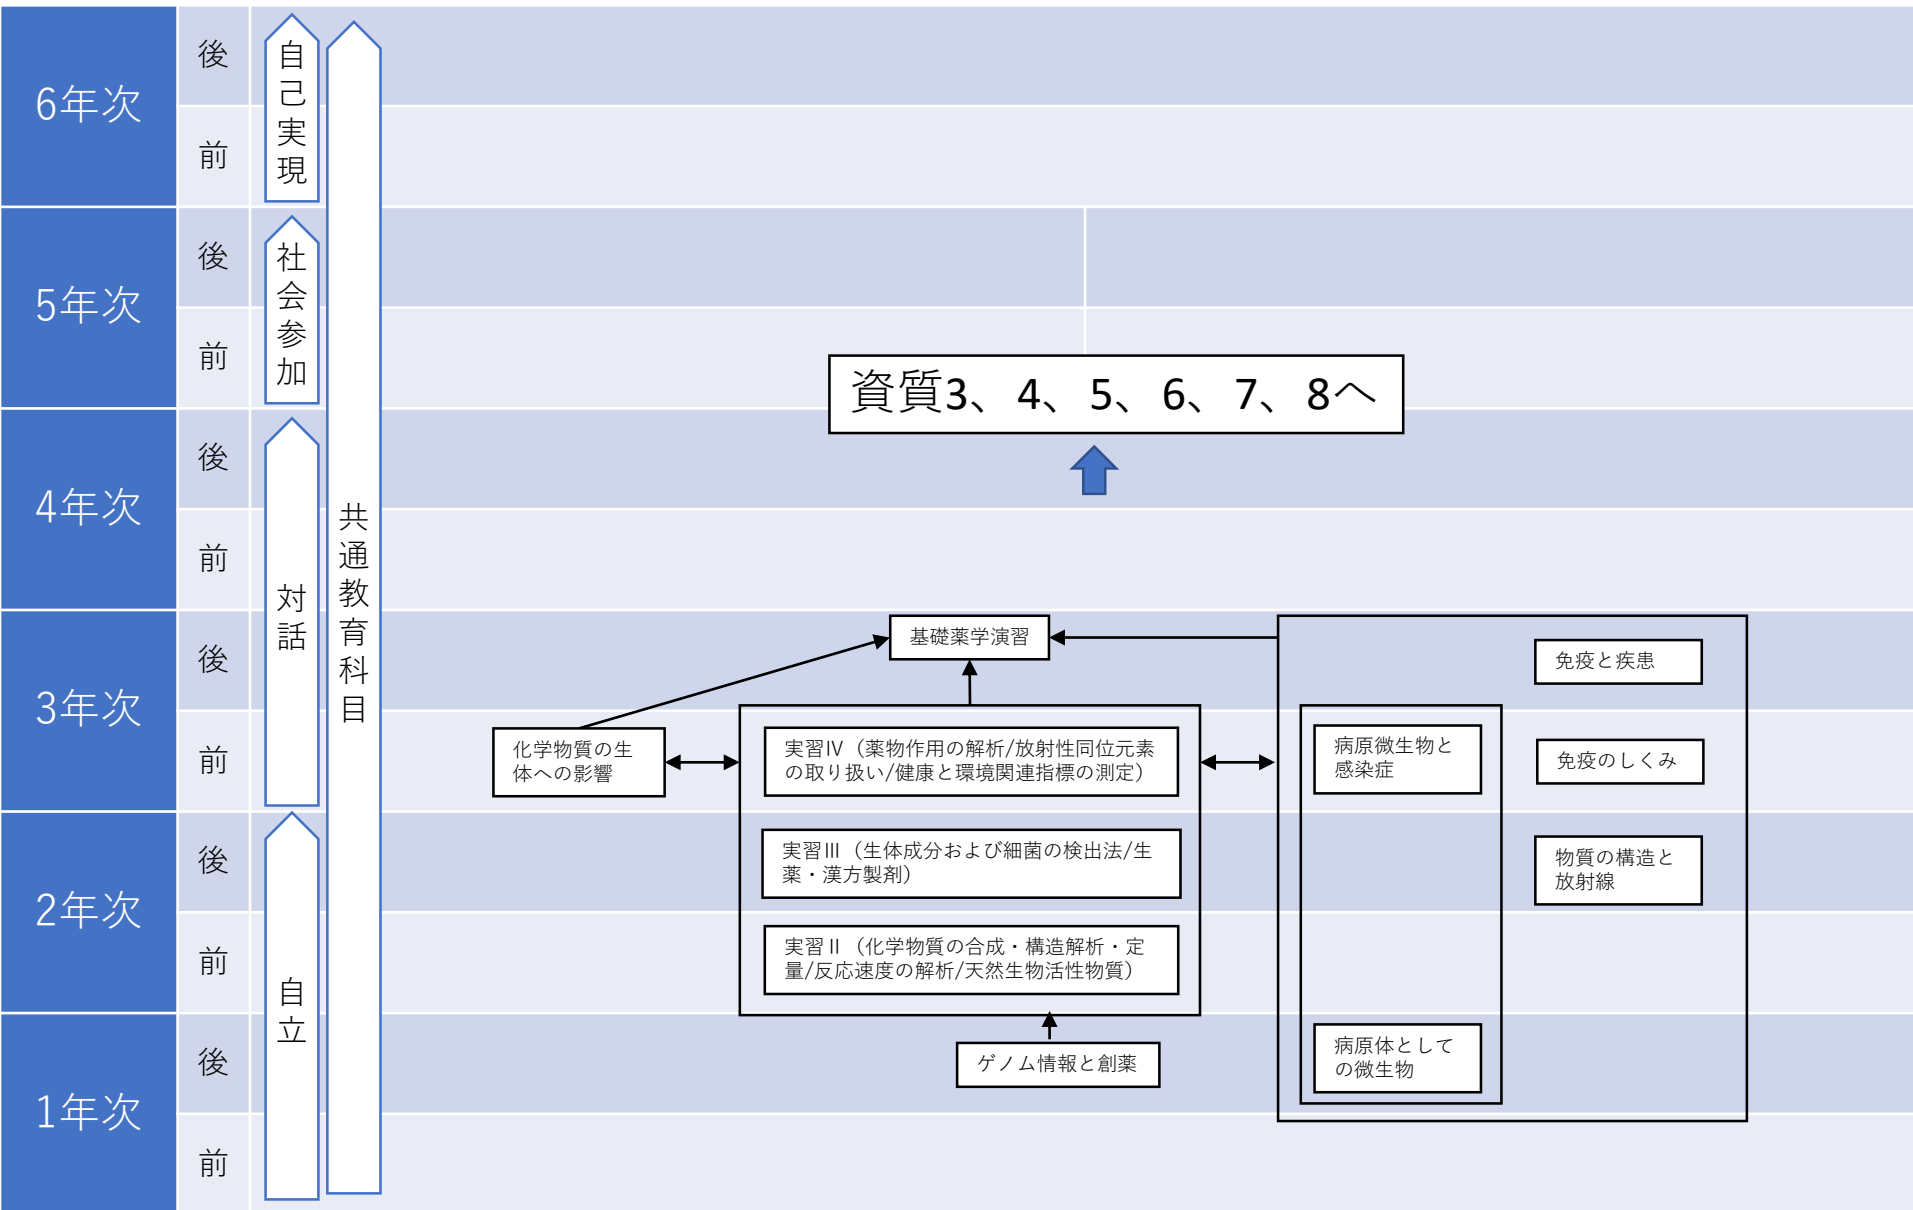 6年次
後
前
5年次
後
前
4年次
後
前
3年次
後
前
2年次
後
前
1年次
後
前
自己実現
社会参加
対話
自立
共通教育科目
資質3、4、5、6、7、8へ
基礎薬学演習
化学物質の生
体への影響
実習Ⅳ（薬物作用の解析/放射性同位元素
の取り扱い/健康と環境関連指標の測定）
実習Ⅲ（生体成分および細菌の検出法/生
薬・漢方製剤）
実習Ⅱ（化学物質の合成・構造解析・定
量/反応速度の解析/天然生物活性物質）
ゲノム情報と創薬
病原微生物と
感染症
病原体として
の微生物
免疫と疾患
免疫のしくみ
物質の構造と
放射線